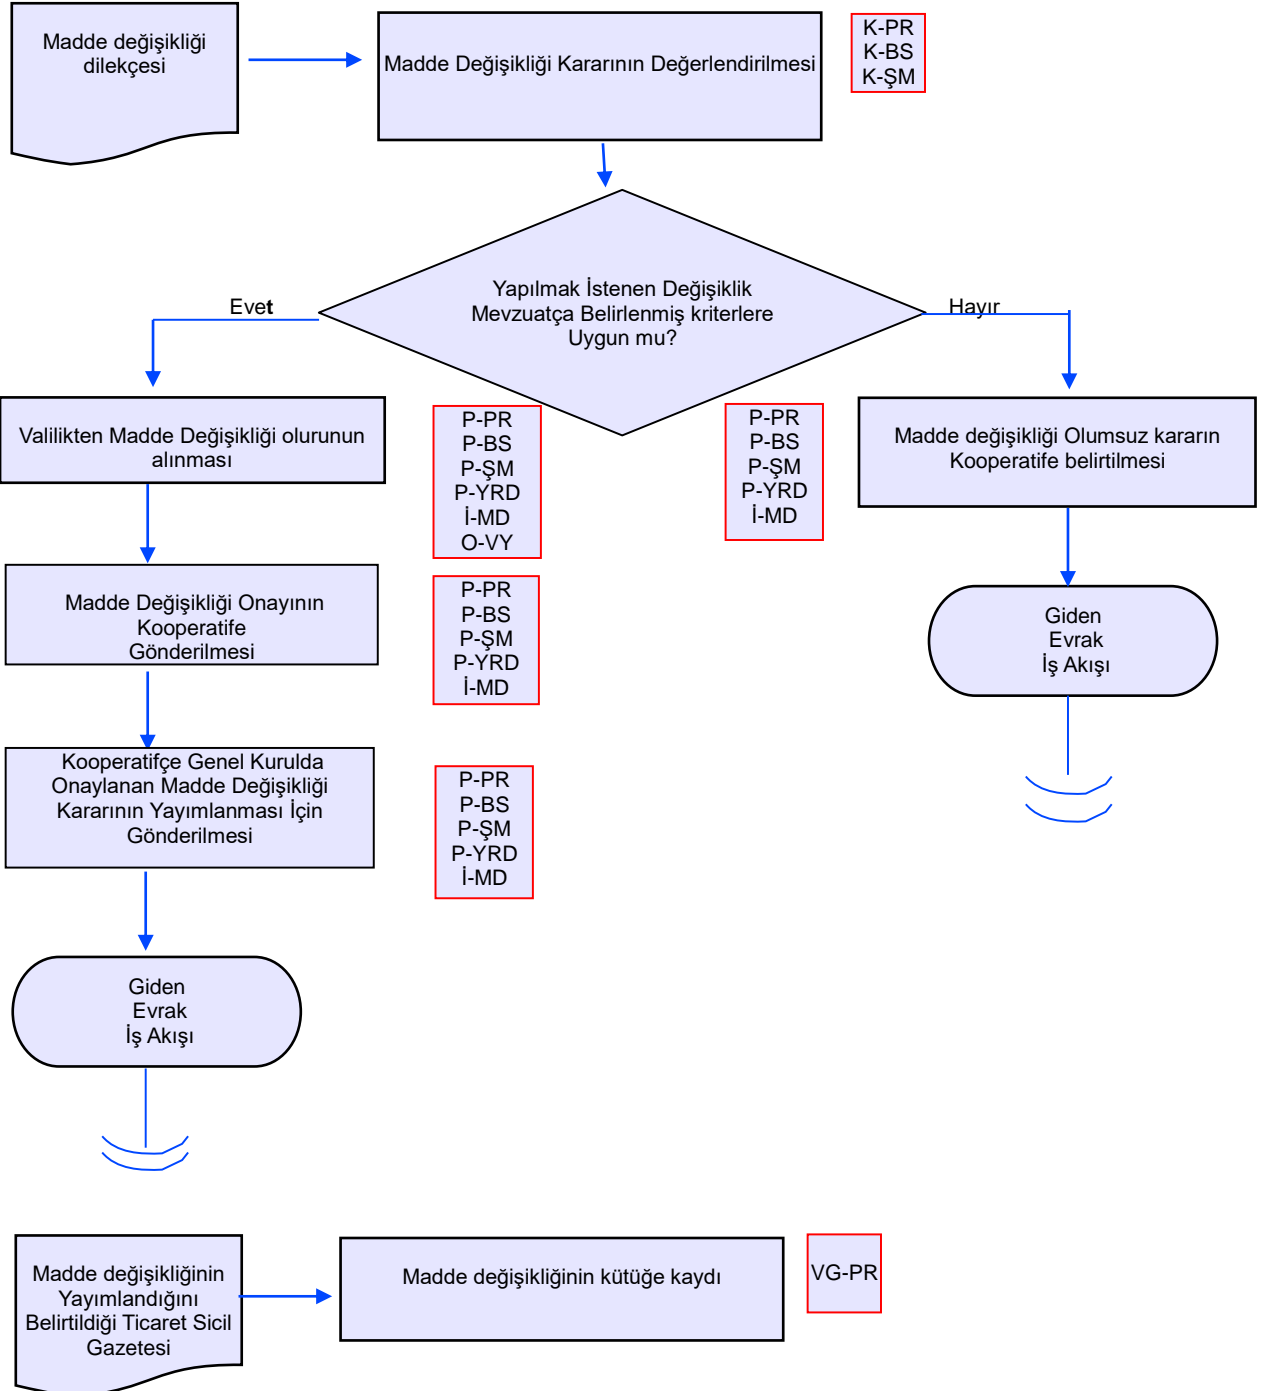 Madde değişikliği
dilekçesi
Madde Değişikliği Kararının Değerlendirilmesi
K-PR
K-BS
K-ŞM
Yapılmak İstenen Değişiklik
Mevzuatça Belirlenmiş kriterlere
Uygun mu?
Evet
Hayır
Valilikten Madde Değişikliği olurunun
alınması
P-PR
P-BS
P-ŞM
P-YRD
İ-MD
O-VY
P-PR
P-BS
P-ŞM
P-YRD
İ-MD
Madde değişikliği Olumsuz kararın
Kooperatife belirtilmesi
Madde Değişikliği Onayının
Kooperatife
Gönderilmesi
P-PR
P-BS
P-ŞM
P-YRD
İ-MD
Giden
Evrak
İş Akışı
Kooperatifçe Genel Kurulda
Onaylanan Madde Değişikliği
Kararının Yayımlanması İçin
Gönderilmesi
P-PR
P-BS
P-ŞM
P-YRD
İ-MD
Giden
Evrak
İş Akışı
Madde değişikliğinin
Yayımlandığını
Belirtildiği Ticaret Sicil
Gazetesi
Madde değişikliğinin kütüğe kaydı
VG-PR